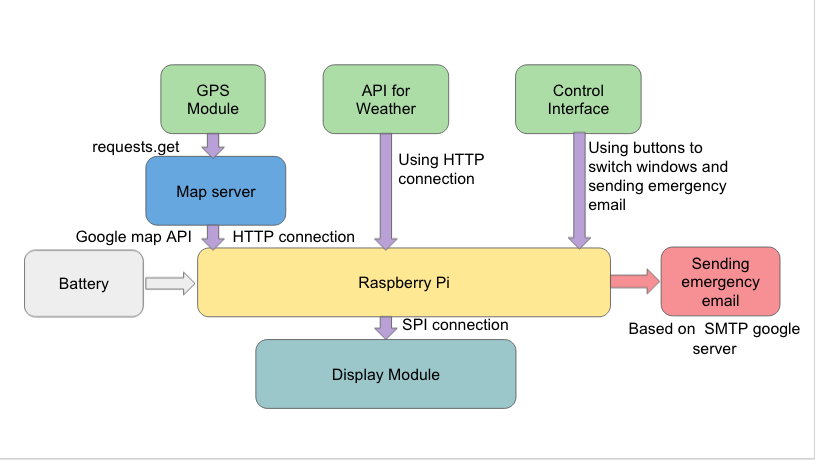 GPS
Module
API for
Weather
Control
Interface
requests.get
Using HTTP
connection
Using buttons to
switch windows and
sending emergency
email
Map server
Google map API
HTTP connection
Battery
Raspberry Pi
Sending
emergency
email
SPI connection
Based on  SMTP google
server
Display Module